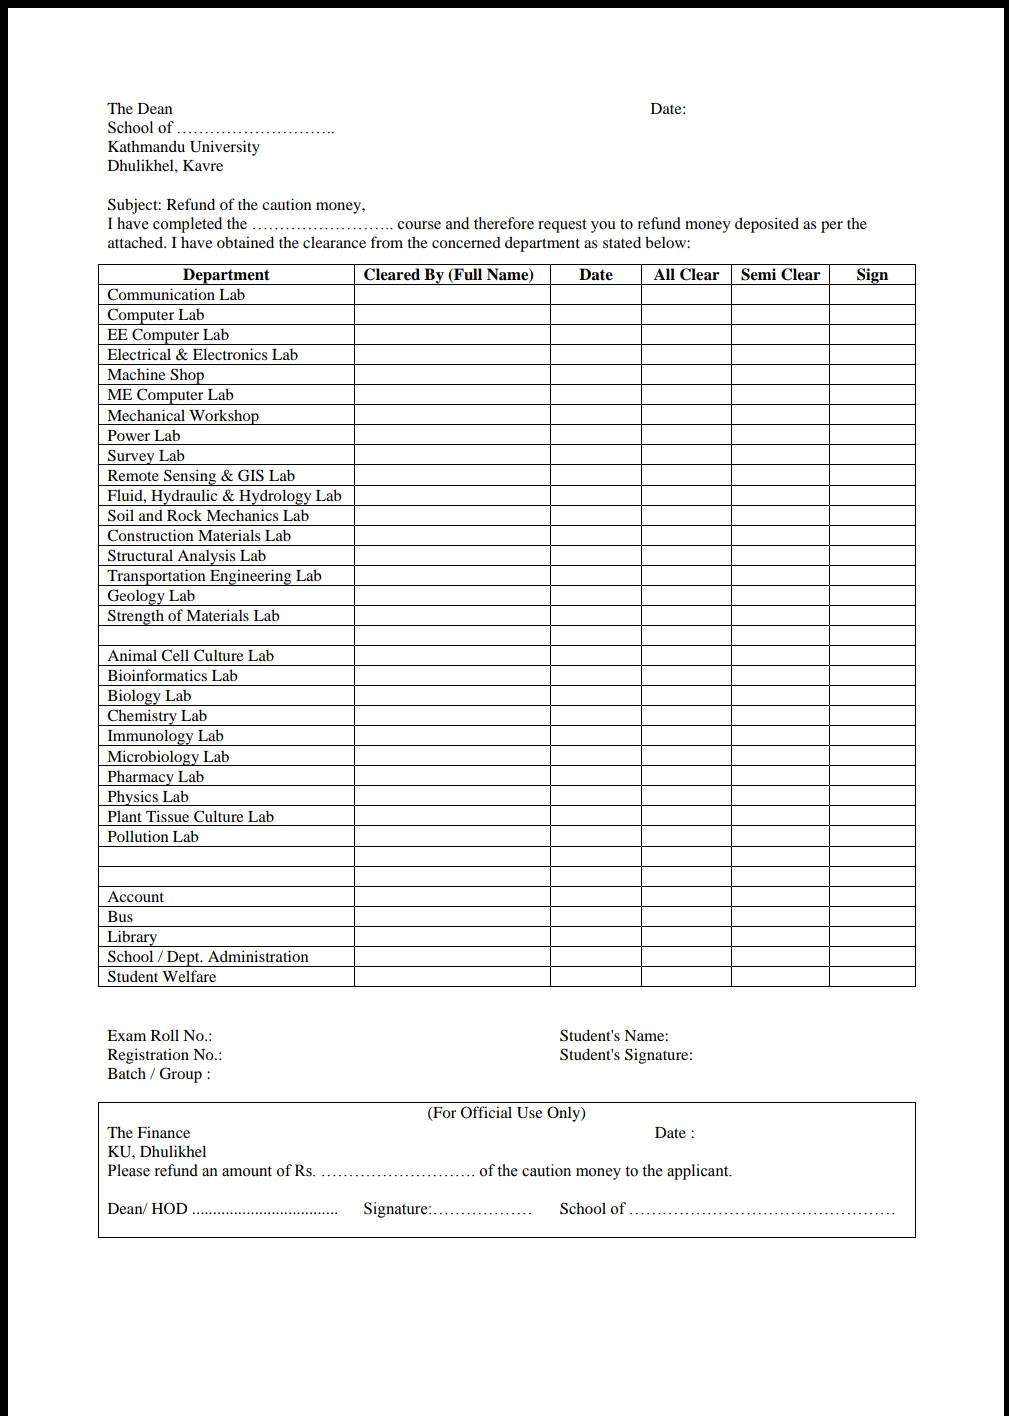 The Dean Date:
School of ………………………..
Kathmandu University
Dhulikhel, Kavre
Subject: Refund of the caution money,
I have completed the …………………….. course and therefore request you to refund money deposited as per the
attached. I have obtained the clearance from the concerned department as stated below:
Department Cleared By (Full Name) Date All Clear Semi Clear Sign
Communication Lab
Computer Lab
EE Computer Lab
Electrical & Electronics Lab
Machine Shop
ME Computer Lab
Mechanical Workshop
Power Lab
Survey Lab
Remote Sensing & GIS Lab
Fluid, Hydraulic & Hydrology Lab
Soil and Rock Mechanics Lab
Construction Materials Lab
Structural Analysis Lab
Transportation Engineering Lab
Geology Lab
Strength of Materials Lab
Animal Cell Culture Lab
Bioinformatics Lab
Biology Lab
Chemistry Lab
Immunology Lab
Microbiology Lab
Pharmacy Lab
Physics Lab
Plant Tissue Culture Lab
Pollution Lab
Account
Bus
Library
School / Dept. Administration
Student Welfare
Exam Roll No.: Student's Name:
Registration No.: Student's Signature:
Batch / Group :
(For Official Use Only)
The Finance Date :
KU, Dhulikhel
Please refund an amount of Rs. ………………………. of the caution money to the applicant.
Dean/ HOD ................................... Signature:……………… School of …………………………………………